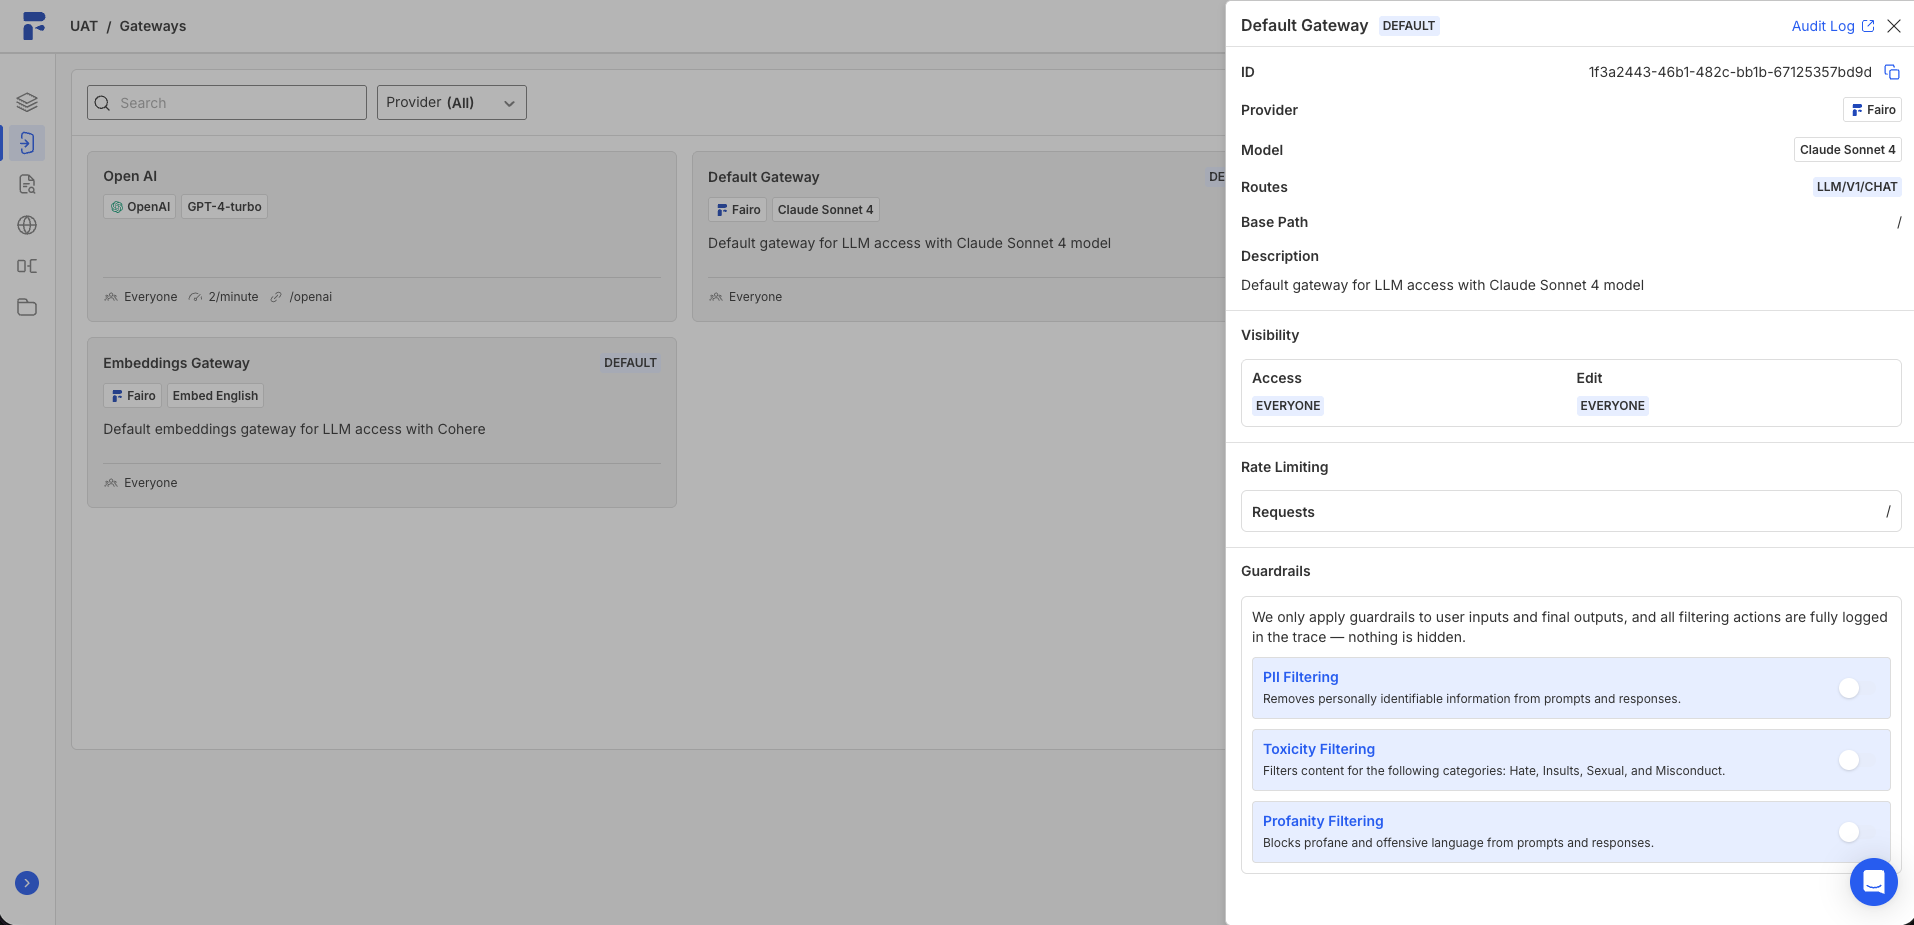 UAT / Gateways
Search
Provider (All)
Open AI
OpenAI GPT-4-turbo
Everyone 2/minute /openai
Default Gateway DE
Fairo Claude Sonnet 4
Default gateway for LLM access with Claude Sonnet 4 model
Everyone
Embeddings Gateway DEFAULT
Fairo Embed English
Default embeddings gateway for LLM access with Cohere
Everyone
Default Gateway DEFAULT Audit Log
ID 1f3a2443-46b1-482c-bb1b-67125357bd9d
Provider Fairo
Model Claude Sonnet 4
Routes LLM/V1/CHAT
Base Path /
Description
Default gateway for LLM access with Claude Sonnet 4 model
Visibility
Access Edit
EVERYONE EVERYONE
Rate Limiting
Requests /
Guardrails
We only apply guardrails to user inputs and final outputs, and all filtering actions are fully logged
in the trace — nothing is hidden.
PII Filtering
Removes personally identifiable information from prompts and responses.
Toxicity Filtering
Filters content for the following categories: Hate, Insults, Sexual, and Misconduct.
Profanity Filtering
Blocks profane and offensive language from prompts and responses.